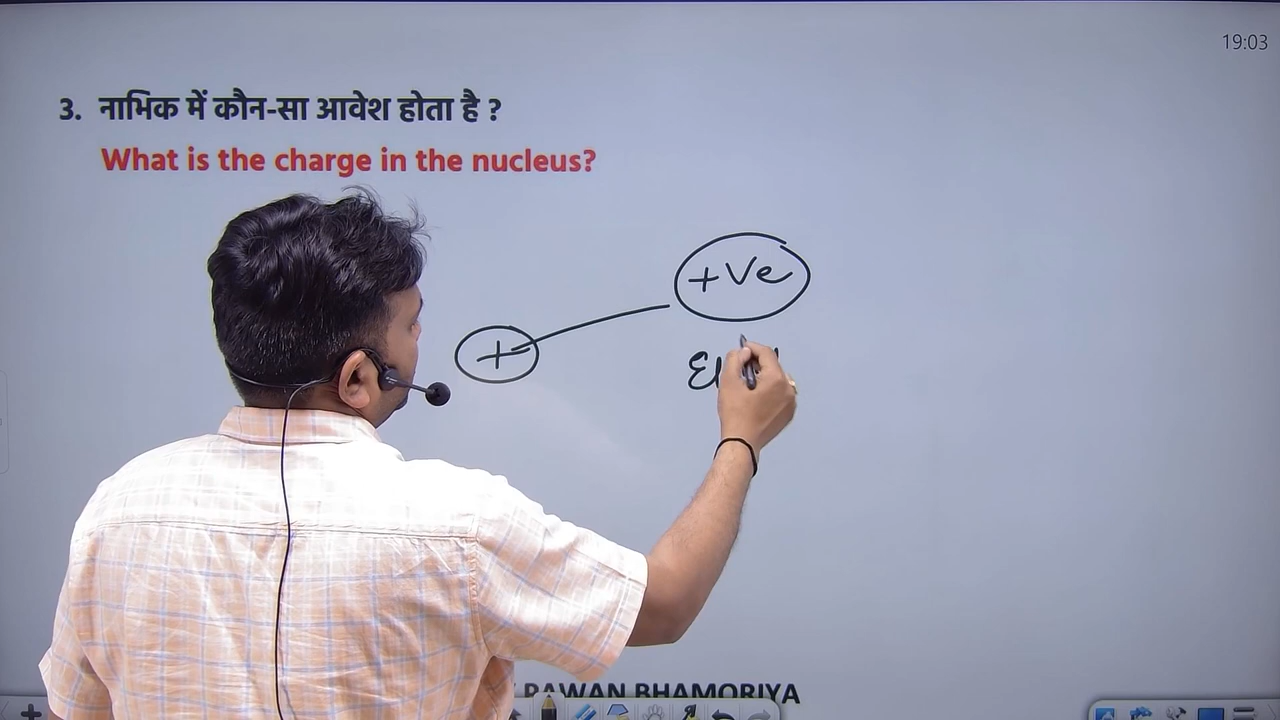 19:03
3. नाभिक में कौन-सा आवेश होता है ?
What is the charge in the nucleus?
+Ve
+
PAWAN BHAMORIYA